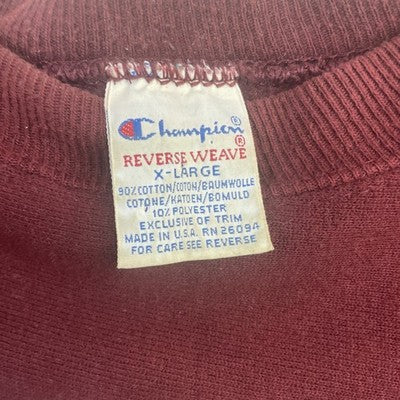 Champion
REVERSE WEAVE
X-LARGE
90% COTTON/COTON/BAUMWOLLE
COTONE/KATOEN/BOMULD
10% POLYESTER
EXCLUSIVE OF TRIM
MADE IN U.S.A. RN 26094
FOR CARE SEE REVERSE